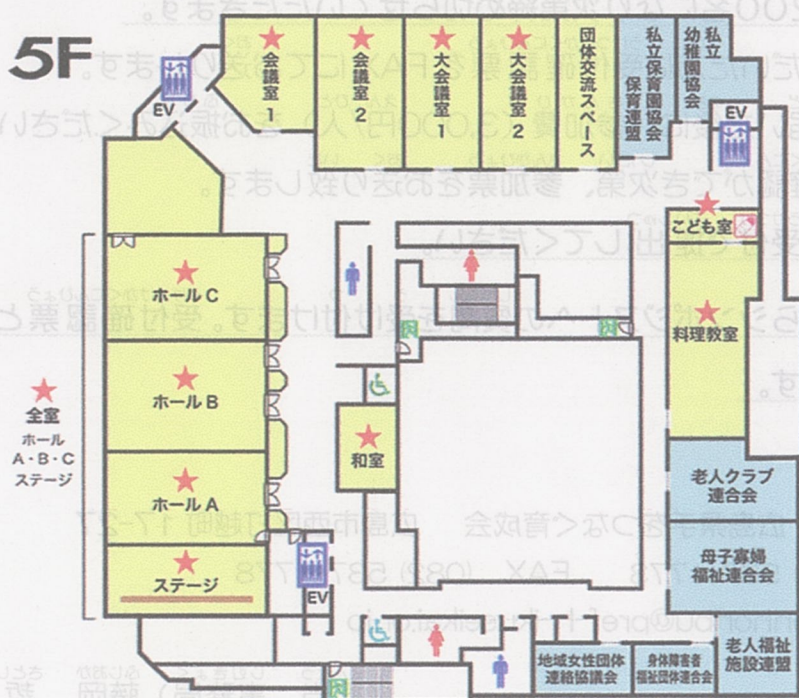 5F
EV
会議室1
会議室2
大会議室1
大会議室2
団体交流スペース
私立保育園協会
保育連盟
私立
幼稚園協会
EV
こども室
料理教室
ホールC
ホールB
ホールA
ステージ
全室
ホール
A・B・C
ステージ
和室
EV
老人クラブ
連合会
母子寡婦
福祉連合会
老人福祉
施設連盟
地域女性団体
連絡協議会
身体障害者
福祉団体連合会